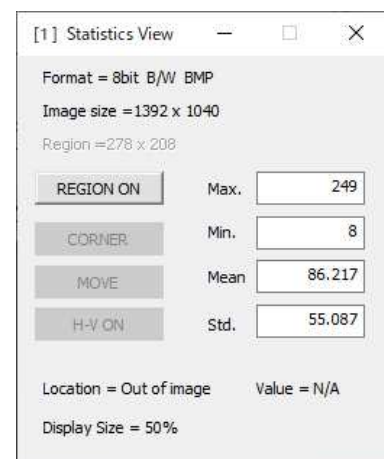 [1] Statistics View
Format = 8bit B/W BMP
Image size =1392 x 1040
Region =278 x 208
REGION ON Max. 249
CORNER Min. 8
MOVE Mean 86.217
H-V ON Std. 55.087
Location = Out of image Value = N/A
Display Size = 50%